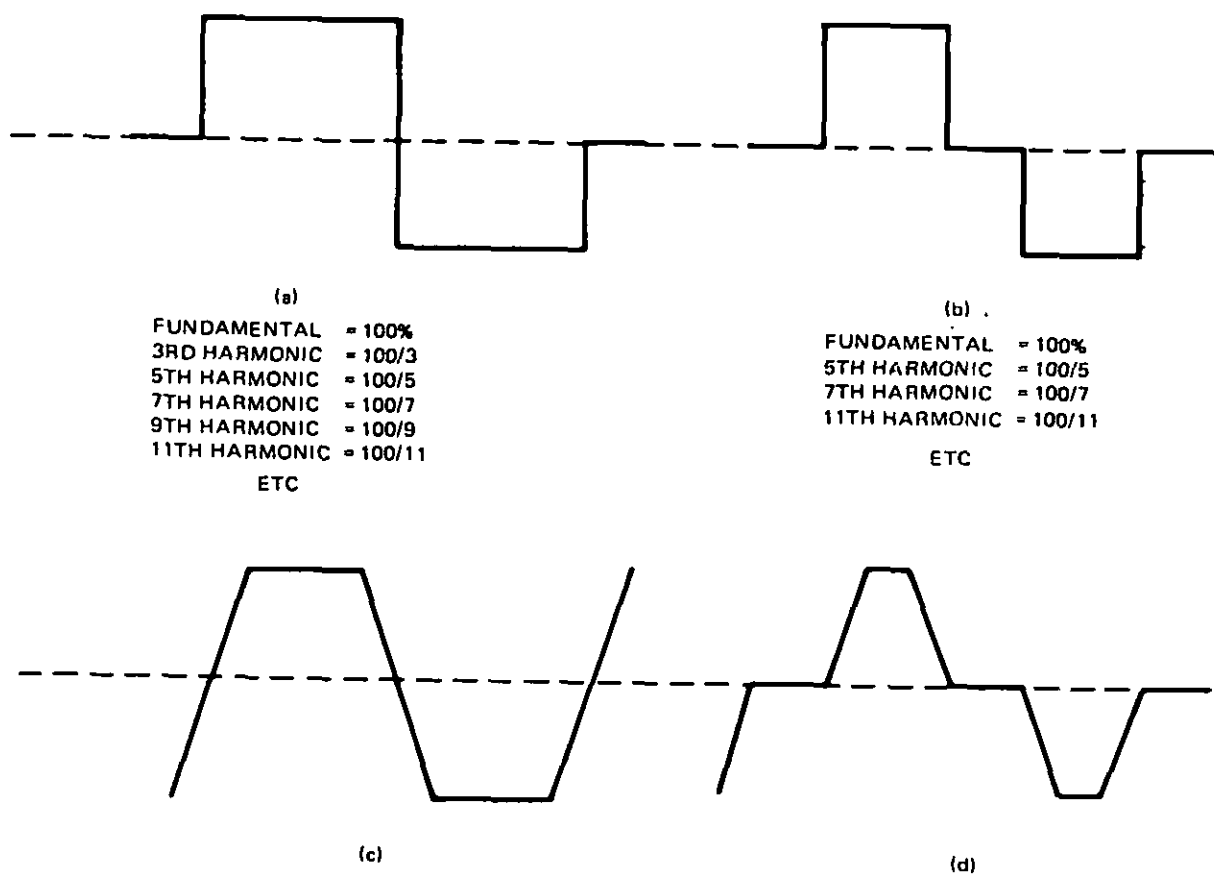 (a)
FUNDAMENTAL = 100%
3RD HARMONIC = 100/3
5TH HARMONIC = 100/5
7TH HARMONIC = 100/7
9TH HARMONIC = 100/9
11TH HARMONIC = 100/11
ETC
(b)
FUNDAMENTAL = 100%
5TH HARMONIC = 100/5
7TH HARMONIC = 100/7
11TH HARMONIC = 100/11
ETC
(c)
(d)